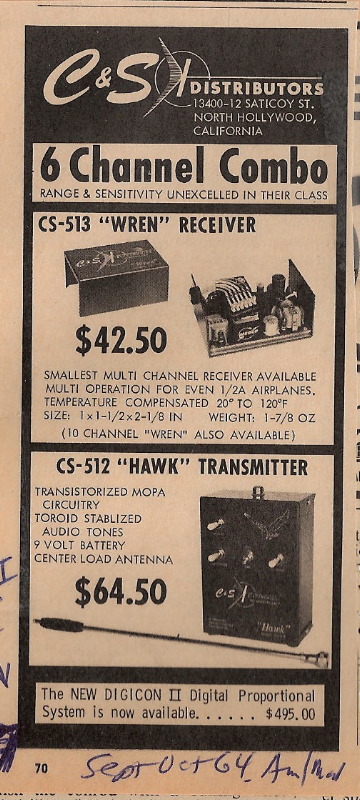 C&S DISTRIBUTORS
13400-12 SATICOY ST.
NORTH HOLLYWOOD,
CALIFORNIA
6 Channel Combo
RANGE & SENSITIVITY UNEXCELLED IN THEIR CLASS
CS-513 "WREN" RECEIVER
C&S
$42.50
SMALLEST MULTI CHANNEL RECEIVER AVAILABLE
MULTI OPERATION FOR EVEN 1/2A AIRPLANES.
TEMPERATURE COMPENSATED 20° TO 120°F
SIZE: 1x1-1/2x2-1/8 IN WEIGHT: 1-7/8 OZ
(10 CHANNEL "WREN" ALSO AVAILABLE)
CS-512 "HAWK" TRANSMITTER
TRANSISTORIZED MOPA
CIRCUITRY
TOROID STABLIZED
AUDIO TONES
9 VOLT BATTERY
CENTER LOAD ANTENNA
$64.50
C&S
"Hawk"
The NEW DIGICON II Digital Proportional
System is now available. . . . . . $495.00
70
Sept Oct 64 Am/Mod